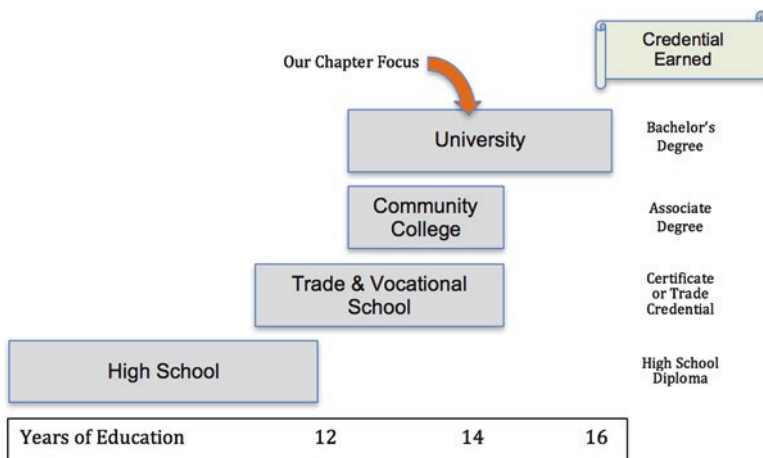 Credential
Earned
Our Chapter Focus
University
Bachelor's
Degree
Community
College
Associate
Degree
Trade & Vocational
School
Certificate
or Trade
Credential
High School
High School
Diploma
Years of Education 12 14 16